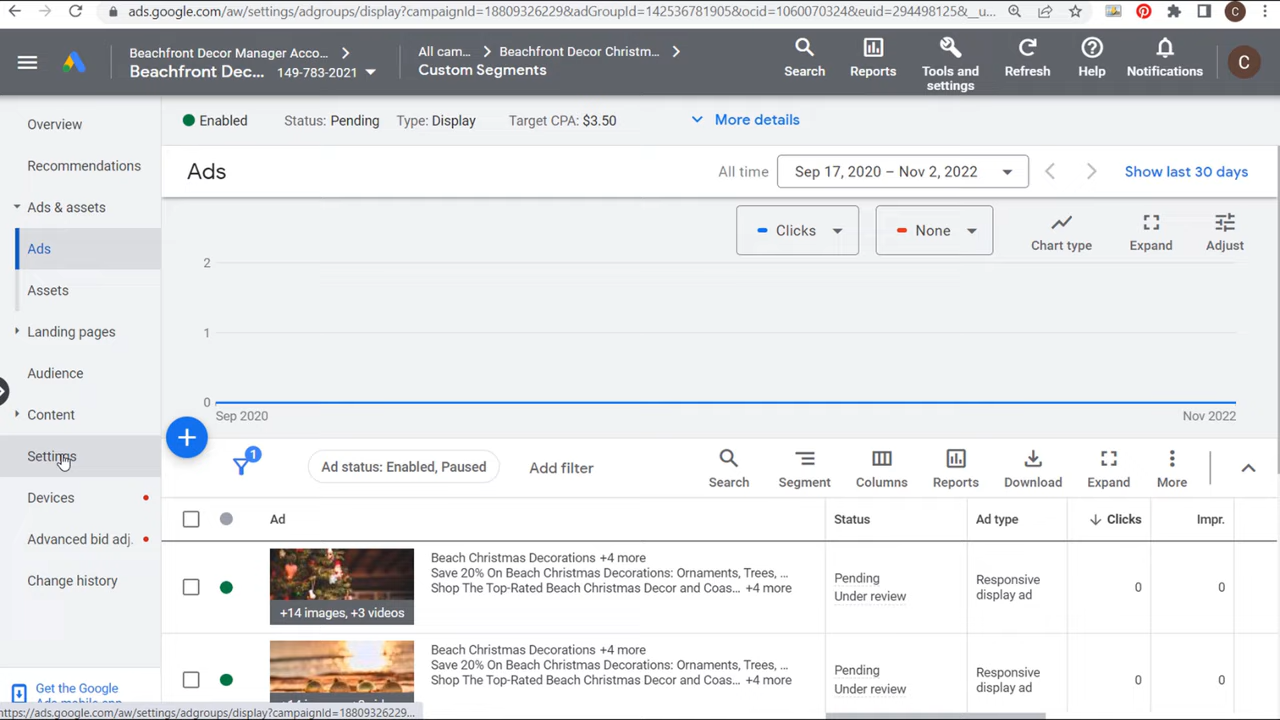 ads.google.com/aw/settings/adgroups/display?campaignId=18809326229&adGroupId=142536781905&ocid=1060070324&euid=294498125&__u...
C
Beachfront Decor Manager Acco...
Beachfront Dec... 149-783-2021
All cam...
Beachfront Decor Christm...
Custom Segments
Search
Reports
Tools and settings
Refresh
Help
Notifications
C
Overview
Recommendations
Ads & assets
Ads
Assets
Landing pages
Audience
Content
Settings
Devices
Advanced bid adj.
Change history
Get the Google
Enabled Status: Pending Type: Display Target CPA: $3.50 More details
Ads
All time Sep 17, 2020 – Nov 2, 2022 Show last 30 days
Clicks
None
Chart type
Expand
Adjust
2
1
0
Sep 2020
Nov 2022
1
Ad status: Enabled, Paused
Add filter
Search
Segment
Columns
Reports
Download
Expand
More
Ad Status Ad type Clicks Impr.
+14 images, +3 videos
Beach Christmas Decorations +4 more
Save 20% On Beach Christmas Decorations: Ornaments, Trees, ...
Shop The Top-Rated Beach Christmas Decor and Coas... +4 more
Pending
Under review
Responsive
display ad
0
0
Beach Christmas Decorations +4 more
Save 20% On Beach Christmas Decorations: Ornaments, Trees, ...
Shop The Top-Rated Beach Christmas Decor and Coas... +4 more
Pending
Under review
Responsive
display ad
0
0
https://ads.google.com/aw/settings/adgroups/display?campaignId=18809326229...